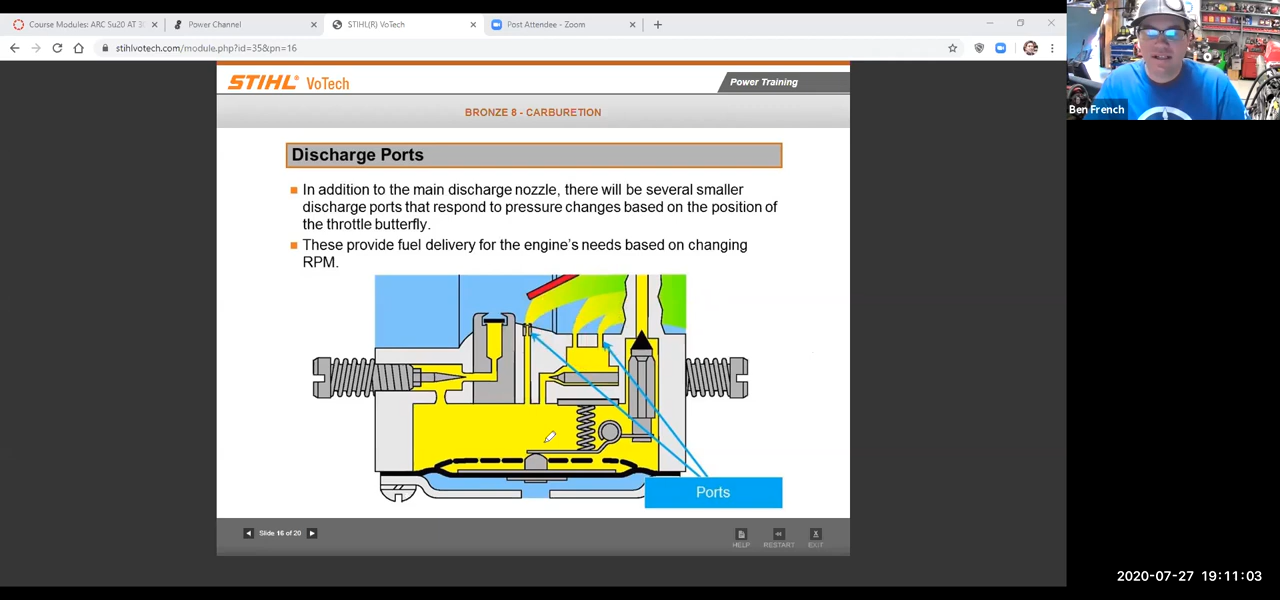 Course Modules: ARC Su20 AT 3
Power Channel
STIHL(R) VoTech
Post Attendee - Zoom
stihlvotech.com/module.php?id=35&pn=16
STIHL® VoTech
Power Training
BRONZE 8 - CARBURETION
Discharge Ports
In addition to the main discharge nozzle, there will be several smaller
discharge ports that respond to pressure changes based on the position of
the throttle butterfly.
These provide fuel delivery for the engine's needs based on changing
RPM.
Ports
Slide 16 of 20
HELP
RESTART
EXIT
Ben French
2020-07-27 19:11:03